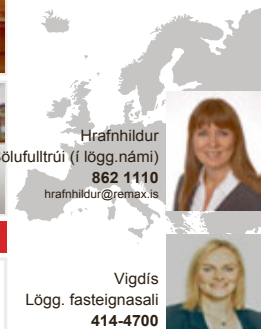 Hrafnhildur
Sölufulltrúi (í lögg.námi)
862 1110
hrafnhildur@remax.is
Vigdís
Lögg. fasteignasali
414-4700